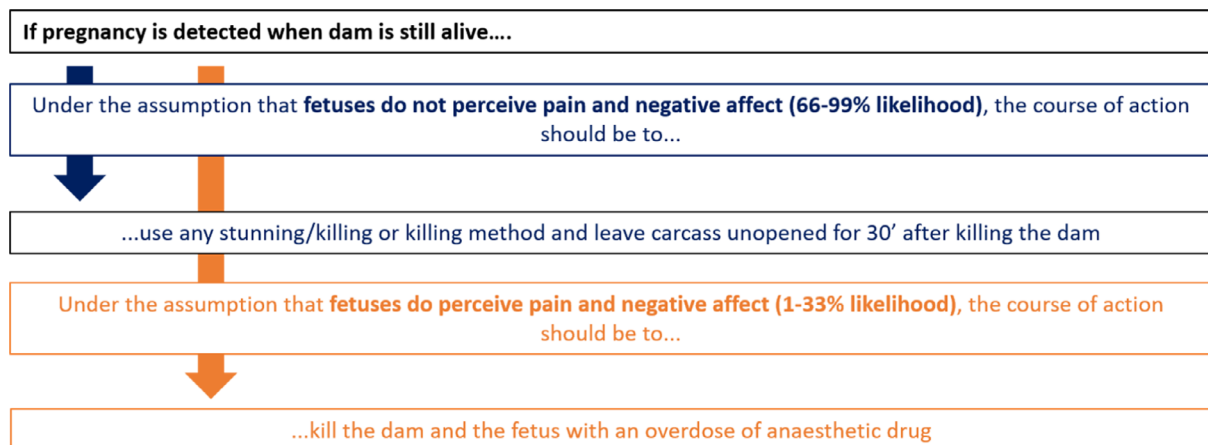 If pregnancy is detected when dam is still alive….
Under the assumption that fetuses do not perceive pain and negative affect (66-99% likelihood), the course of action
should be to...
...use any stunning/killing or killing method and leave carcass unopened for 30’ after killing the dam
Under the assumption that fetuses do perceive pain and negative affect (1-33% likelihood), the course of action
should be to...
...kill the dam and the fetus with an overdose of anaesthetic drug